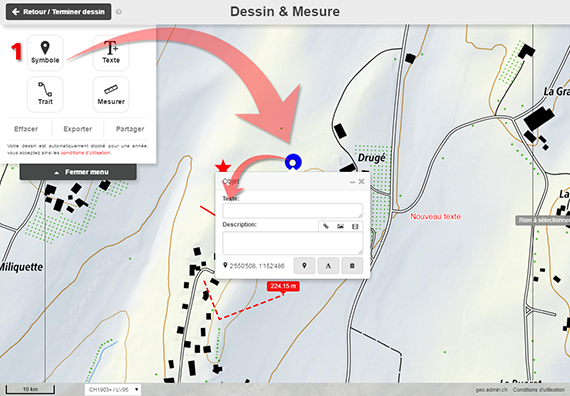 Retour / Terminer dessin
Dessin & Mesure
1
Symbole
Texte
Trait
Mesurer
Effacer
Exporter
Partager
Votre dessin est automatiquement stocké pour une année,
vous acceptez ainsi les conditions d'utilisation.
Fermer menu
La Gra
Drugé
Objet
Texte:
Description:
2'550'508, 1'152'486
A
Nouveau texte
Rien à sélectionner
Miliquette
224.15 m
10 km
CH1903+ / LV95
geo.admin.ch
Conditions d'utilisation